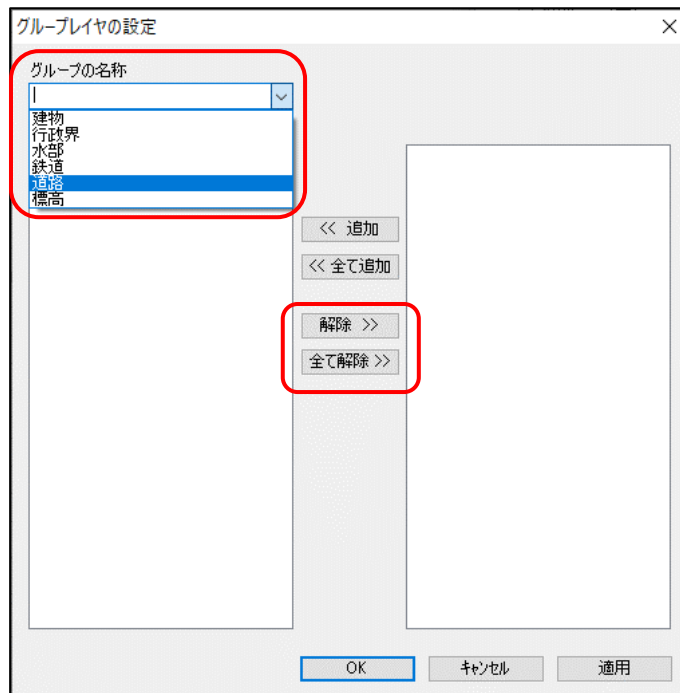 グループレイヤの設定
グループの名称
建物
行政界
水部
鉄道
道路
標高
<< 追加
<< 全て追加
解除 >>
全て解除 >>
OK
キャンセル
適用